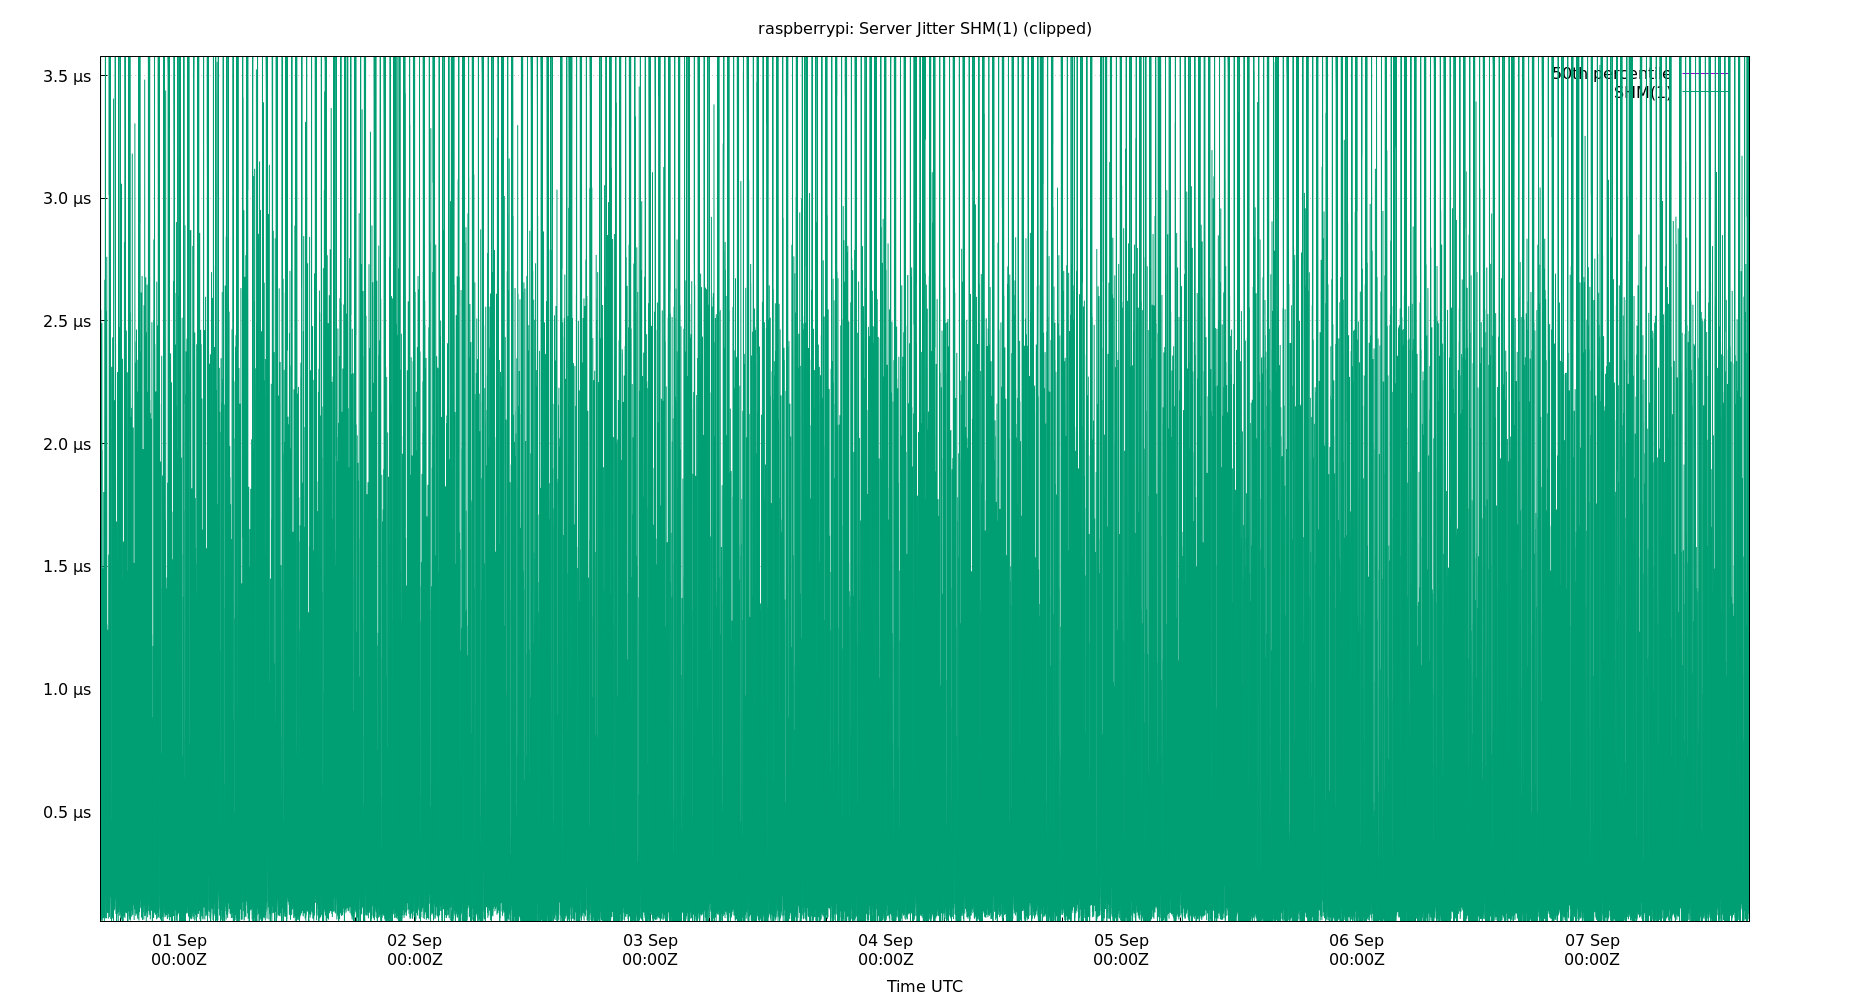 raspberrypi: Server Jitter SHM(1) (clipped)
50th percentile
SHM(1)
3.5 µs
3.0 µs
2.5 µs
2.0 µs
1.5 µs
1.0 µs
0.5 µs
01 Sep 02 Sep 03 Sep 04 Sep 05 Sep 06 Sep 07 Sep
00:00Z 00:00Z 00:00Z 00:00Z 00:00Z 00:00Z 00:00Z
Time UTC